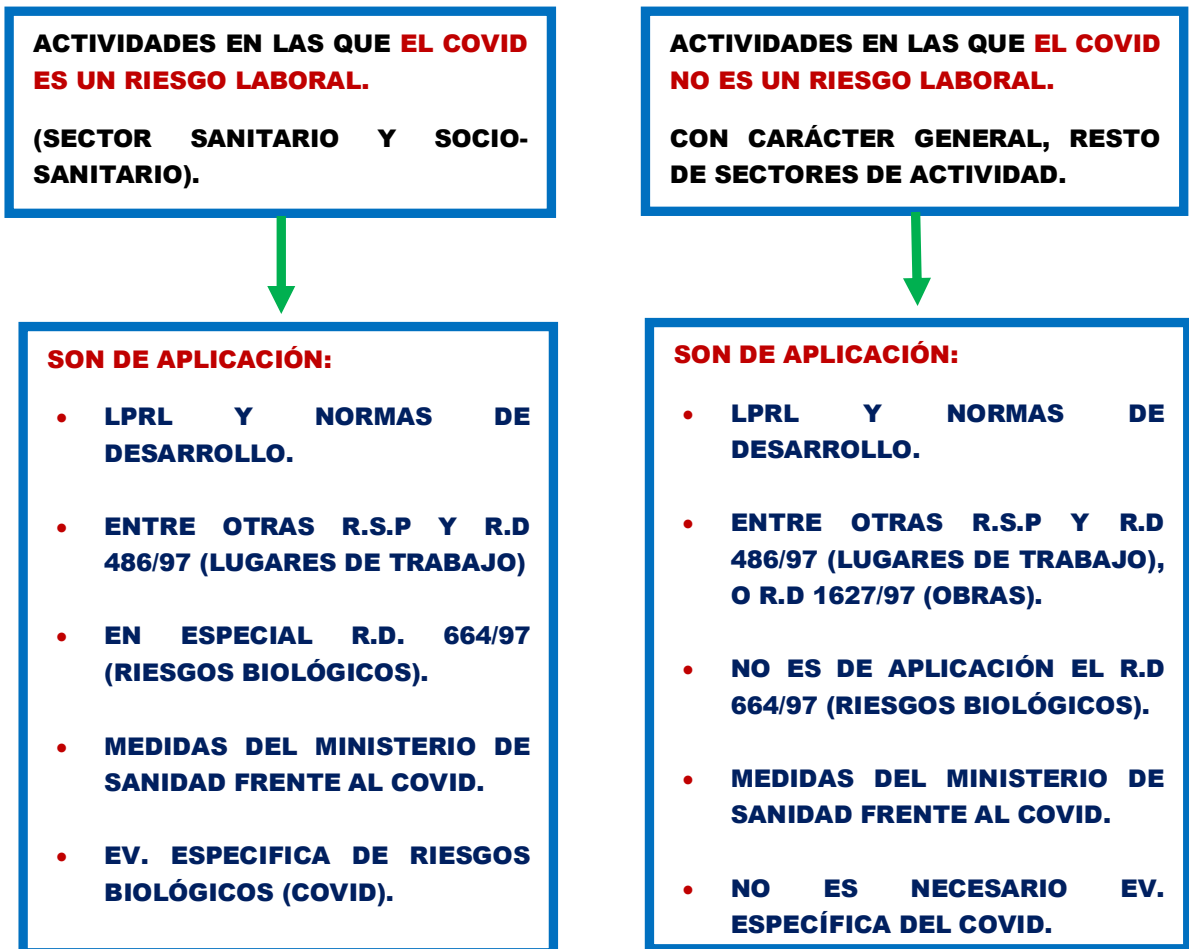 ACTIVIDADES EN LAS QUE EL COVID
ES UN RIESGO LABORAL.
(SECTOR SANITARIO Y SOCIO-
SANITARIO).
SON DE APLICACIÓN:
• LPRL Y NORMAS DE
DESARROLLO.
• ENTRE OTRAS R.S.P Y R.D
486/97 (LUGARES DE TRABAJO)
• EN ESPECIAL R.D. 664/97
(RIESGOS BIOLÓGICOS).
• MEDIDAS DEL MINISTERIO DE
SANIDAD FRENTE AL COVID.
• EV. ESPECIFICA DE RIESGOS
BIOLÓGICOS (COVID).
ACTIVIDADES EN LAS QUE EL COVID
NO ES UN RIESGO LABORAL.
CON CARÁCTER GENERAL, RESTO
DE SECTORES DE ACTIVIDAD.
SON DE APLICACIÓN:
• LPRL Y NORMAS DE
DESARROLLO.
• ENTRE OTRAS R.S.P Y R.D
486/97 (LUGARES DE TRABAJO),
O R.D 1627/97 (OBRAS).
• NO ES DE APLICACIÓN EL R.D
664/97 (RIESGOS BIOLÓGICOS).
• MEDIDAS DEL MINISTERIO DE
SANIDAD FRENTE AL COVID.
• NO ES NECESARIO EV.
ESPECÍFICA DEL COVID.